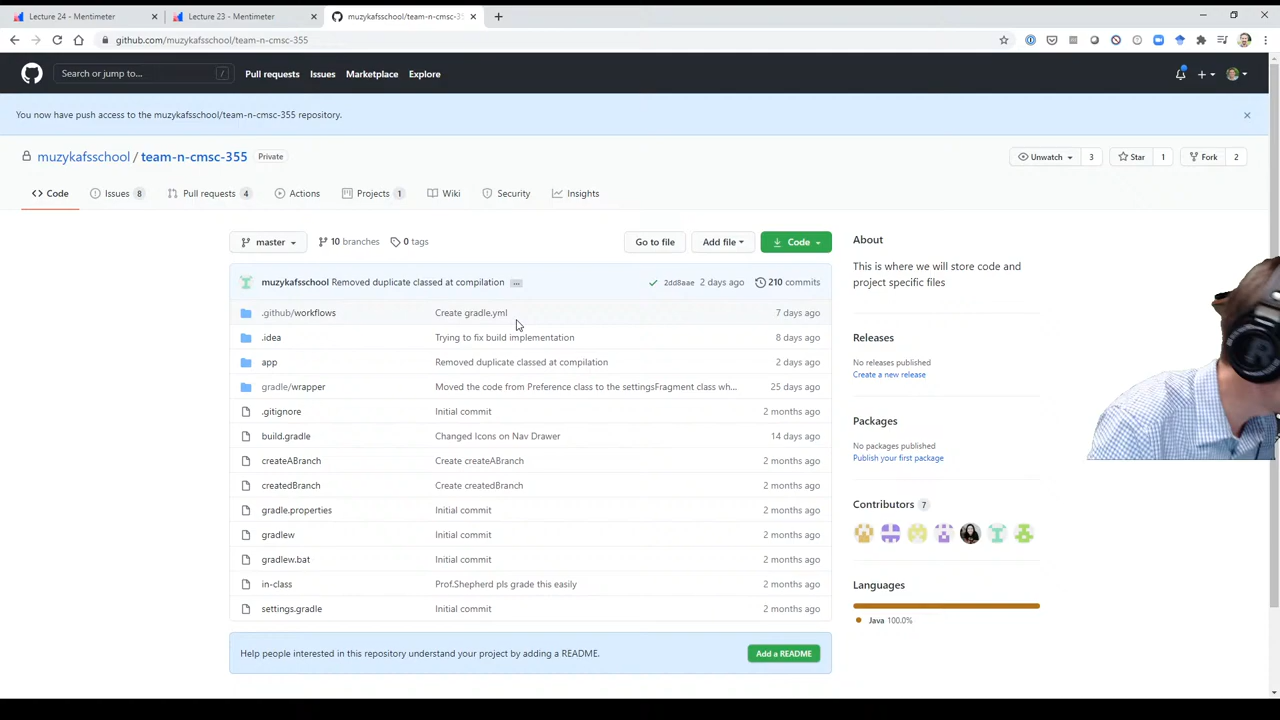 Lecture 24 - Mentimeter
Lecture 23 - Mentimeter
muzykafsschool/team-n-cmsc-35
github.com/muzykafsschool/team-n-cmsc-355
Search or jump to...
/
Pull requests
Issues
Marketplace
Explore
You now have push access to the muzykafsschool/team-n-cmsc-355 repository.
muzykafsschool / team-n-cmsc-355 Private
Unwatch 3
Star 1
Fork 2
Code
Issues 8
Pull requests 4
Actions
Projects 1
Wiki
Security
Insights
master
10 branches
0 tags
Go to file
Add file
Code
muzykafsschool Removed duplicate classed at compilation ... 2dd8aae 2 days ago 210 commits
.github/workflows Create gradle.yml 7 days ago
.idea Trying to fix build implementation 8 days ago
app Removed duplicate classed at compilation 2 days ago
gradle/wrapper Moved the code from Preference class to the settingsFragment class wh... 25 days ago
.gitignore Initial commit 2 months ago
build.gradle Changed Icons on Nav Drawer 14 days ago
createABranch Create createABranch 2 months ago
createdBranch Create createdBranch 2 months ago
gradle.properties Initial commit 2 months ago
gradlew Initial commit 2 months ago
gradlew.bat Initial commit 2 months ago
in-class Prof.Shepherd pls grade this easily 2 months ago
settings.gradle Initial commit 2 months ago
Help people interested in this repository understand your project by adding a README.
Add a README
About
This is where we will store code and
project specific files
Releases
No releases published
Create a new release
Packages
No packages published
Publish your first package
Contributors 7
Languages
Java 100.0%